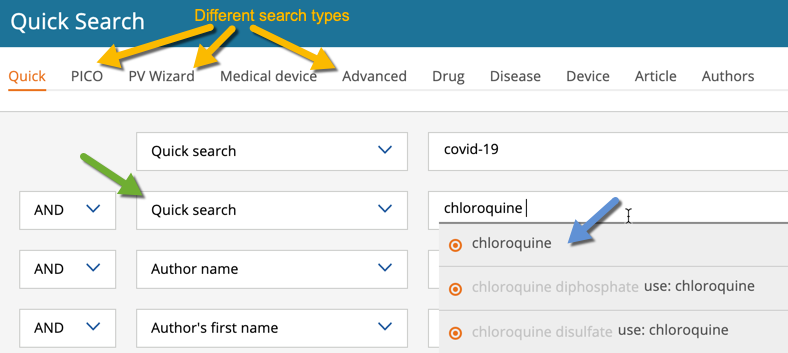 Quick Search
Different search types
Quick PICO PV Wizard Medical device Advanced Drug Disease Device Article Authors
Quick search covid-19
AND Quick search chloroquine
chloroquine
AND Author name
chloroquine diphosphate use: chloroquine
AND Author's first name
chloroquine disulfate use: chloroquine